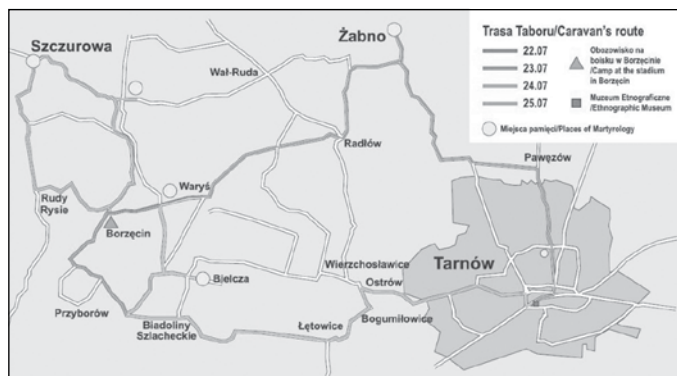 Szczurowa
Żabno
Wał-Ruda
Radłów
Pawęzów
Waryś
Rudy
Rysie
Borzęcin
Tarnów
Wierzchosławice
Ostrów
Bielcza
Bogumiłowice
Przyborów
Biadoliny
Szlacheckie
Łętowice
Trasa Taboru/Caravan's route
22.07
23.07
24.07
25.07
Obozowisko na
boisku w Borzęcinie
/Camp at the stadium
in Borzęcin
Muzeum Etnograficzne
/Ethnographic Museum
Miejsca pamięci/Places of Martyrology